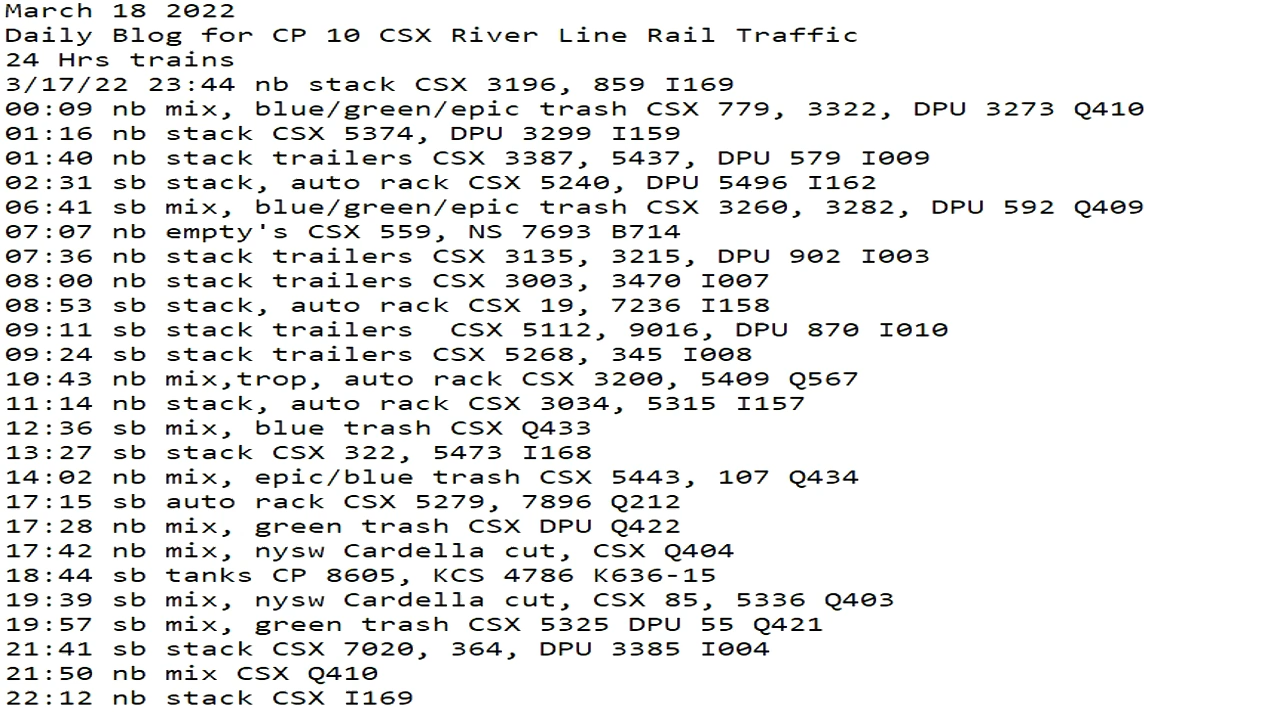 March 18 2022
Daily Blog for CP 10 CSX River Line Rail Traffic
24 Hrs trains
3/17/22 23:44 nb stack CSX 3196, 859 I169
00:09 nb mix, blue/green/epic trash CSX 779, 3322, DPU 3273 Q410
01:16 nb stack CSX 5374, DPU 3299 I159
01:40 nb stack trailers CSX 3387, 5437, DPU 579 I009
02:31 sb stack, auto rack CSX 5240, DPU 5496 I162
06:41 sb mix, blue/green/epic trash CSX 3260, 3282, DPU 592 Q409
07:07 nb empty's CSX 559, NS 7693 B714
07:36 nb stack trailers CSX 3135, 3215, DPU 902 I003
08:00 nb stack trailers CSX 3003, 3470 I007
08:53 sb stack, auto rack CSX 19, 7236 I158
09:11 sb stack trailers  CSX 5112, 9016, DPU 870 I010
09:24 sb stack trailers CSX 5268, 345 I008
10:43 nb mix,trop, auto rack CSX 3200, 5409 Q567
11:14 nb stack, auto rack CSX 3034, 5315 I157
12:36 sb mix, blue trash CSX Q433
13:27 sb stack CSX 322, 5473 I168
14:02 nb mix, epic/blue trash CSX 5443, 107 Q434
17:15 sb auto rack CSX 5279, 7896 Q212
17:28 nb mix, green trash CSX DPU Q422
17:42 nb mix, nysw Cardella cut, CSX Q404
18:44 sb tanks CP 8605, KCS 4786 K636-15
19:39 sb mix, nysw Cardella cut, CSX 85, 5336 Q403
19:57 sb mix, green trash CSX 5325 DPU 55 Q421
21:41 sb stack CSX 7020, 364, DPU 3385 I004
21:50 nb mix CSX Q410
22:12 nb stack CSX I169